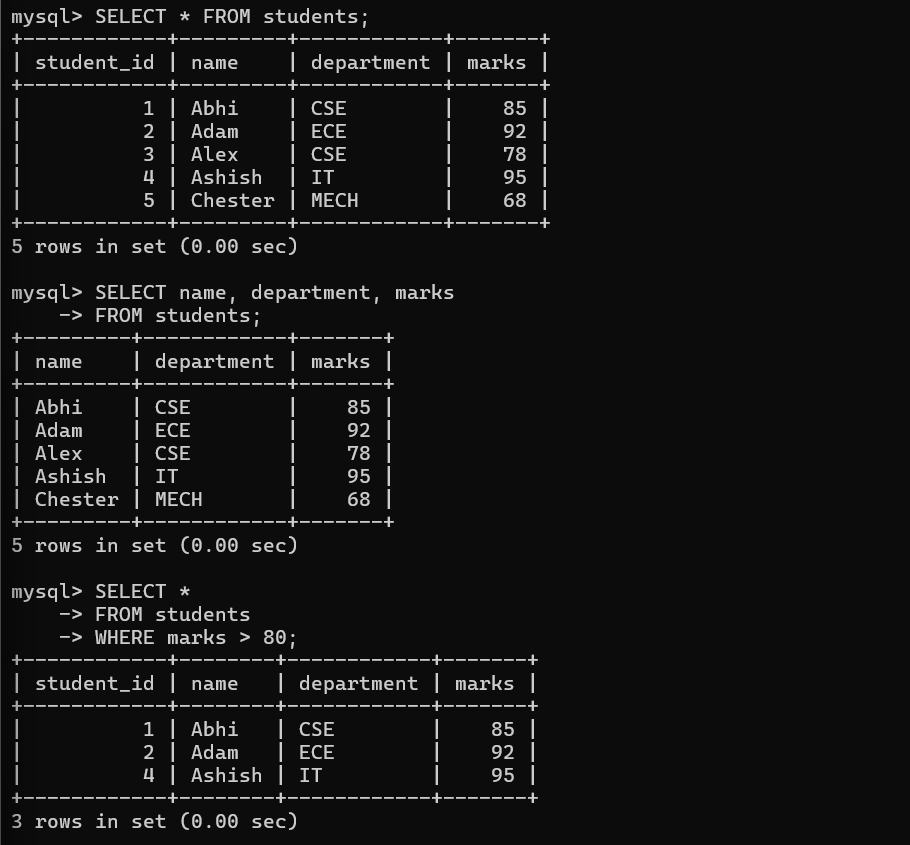 mysql> SELECT * FROM students;
+------------+---------+------------+-------+
| student_id | name    | department | marks |
+------------+---------+------------+-------+
|          1 | Abhi    | CSE        |    85 |
|          2 | Adam    | ECE        |    92 |
|          3 | Alex    | CSE        |    78 |
|          4 | Ashish  | IT         |    95 |
|          5 | Chester | MECH       |    68 |
+------------+---------+------------+-------+
5 rows in set (0.00 sec)

mysql> SELECT name, department, marks
    -> FROM students;
+---------+------------+-------+
| name    | department | marks |
+---------+------------+-------+
| Abhi    | CSE        |    85 |
| Adam    | ECE        |    92 |
| Alex    | CSE        |    78 |
| Ashish  | IT         |    95 |
| Chester | MECH       |    68 |
+---------+------------+-------+
5 rows in set (0.00 sec)

mysql> SELECT *
    -> FROM students
    -> WHERE marks > 80;
+------------+--------+------------+-------+
| student_id | name   | department | marks |
+------------+--------+------------+-------+
|          1 | Abhi   | CSE        |    85 |
|          2 | Adam   | ECE        |    92 |
|          4 | Ashish | IT         |    95 |
+------------+--------+------------+-------+
3 rows in set (0.00 sec)